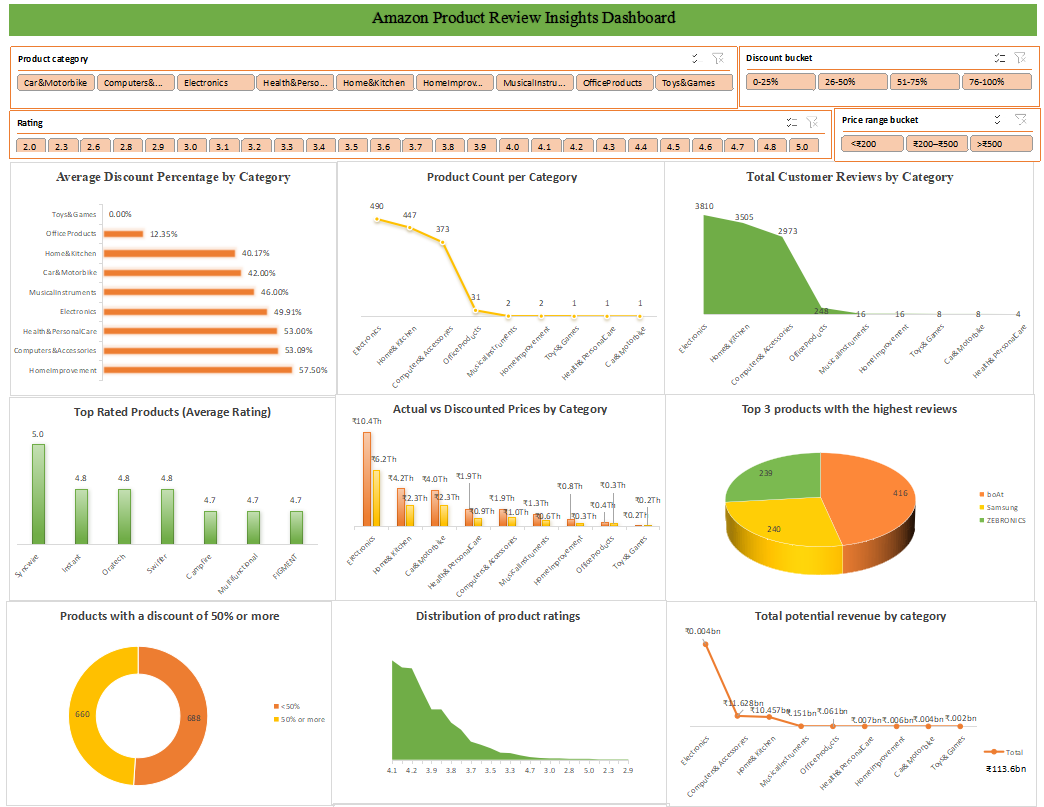 Amazon Product Review Insights Dashboard
Product category
Car&Motorbike Computers&... Electronics Health&Perso... Home&Kitchen HomeImprov... MusicalInstru... OfficeProducts Toys&Games
Discount bucket
0-25% 26-50% 51-75% 76-100%
Rating
2.0 2.3 2.6 2.8 2.9 3.0 3.1 3.2 3.3 3.4 3.5 3.6 3.7 3.8 3.9 4.0 4.1 4.2 4.3 4.4 4.5 4.6 4.7 4.8 5.0
Price range bucket
<₹200 ₹200–₹500 >₹500
Average Discount Percentage by Category
Toys&Games 0.00%
OfficeProducts 12.35%
Home&Kitchen 40.17%
Car&Motorbike 42.00%
MusicalInstruments 46.00%
Electronics 49.91%
Health&PersonalCare 53.00%
Computers&Accessories 53.09%
HomeImprovement 57.50%
Product Count per Category
490 447 373 31 2 2 1 1 1
Electronics Home&Kitchen Computers&Accessories OfficeProducts MusicalInstruments HomeImprovement Toys&Games Health&PersonalCare Car&Motorbike
Total Customer Reviews by Category
3810 3505 2973 248 16 16 8 8 4
Electronics Home&Kitchen Computers&Accessories OfficeProducts MusicalInstruments HomeImprovement Toys&Games Car&Motorbike Health&PersonalCare
Top Rated Products (Average Rating)
5.0 4.8 4.8 4.8 4.7 4.7 4.7
Syncwire Instant Oratech Swiffer Campfire Multifunctional FIGMENT
Actual vs Discounted Prices by Category
₹10.4Th ₹6.2Th ₹4.2Th ₹2.3Th ₹4.0Th ₹2.3Th ₹1.9Th ₹0.9Th ₹1.9Th ₹1.0Th ₹1.3Th ₹0.6Th ₹0.8Th ₹0.3Th ₹0.4Th ₹0.3Th ₹0.2Th ₹0.2Th
Electronics Home&Kitchen Car&Motorbike Health&PersonalCare Computers&Accessories MusicalInstruments HomeImprovement OfficeProducts Toys&Games
Top 3 products with the highest reviews
239 416 240
boAt
Samsung
ZEBRONICS
Products with a discount of 50% or more
660 688
<50%
50% or more
Distribution of product ratings
4.1 4.2 3.9 3.8 3.7 3.5 3.3 4.7 3.0 2.8 5.0 2.3 2.9
Total potential revenue by category
₹0.004bn ₹11.628bn ₹10.457bn ₹.151bn ₹.061bn ₹.007bn ₹.006bn ₹.004bn ₹.002bn
Electronics Computers&Accessories Home&Kitchen MusicalInstruments OfficeProducts Health&PersonalCare HomeImprovement Car&Motorbike Toys&Games
Total
₹113.6bn